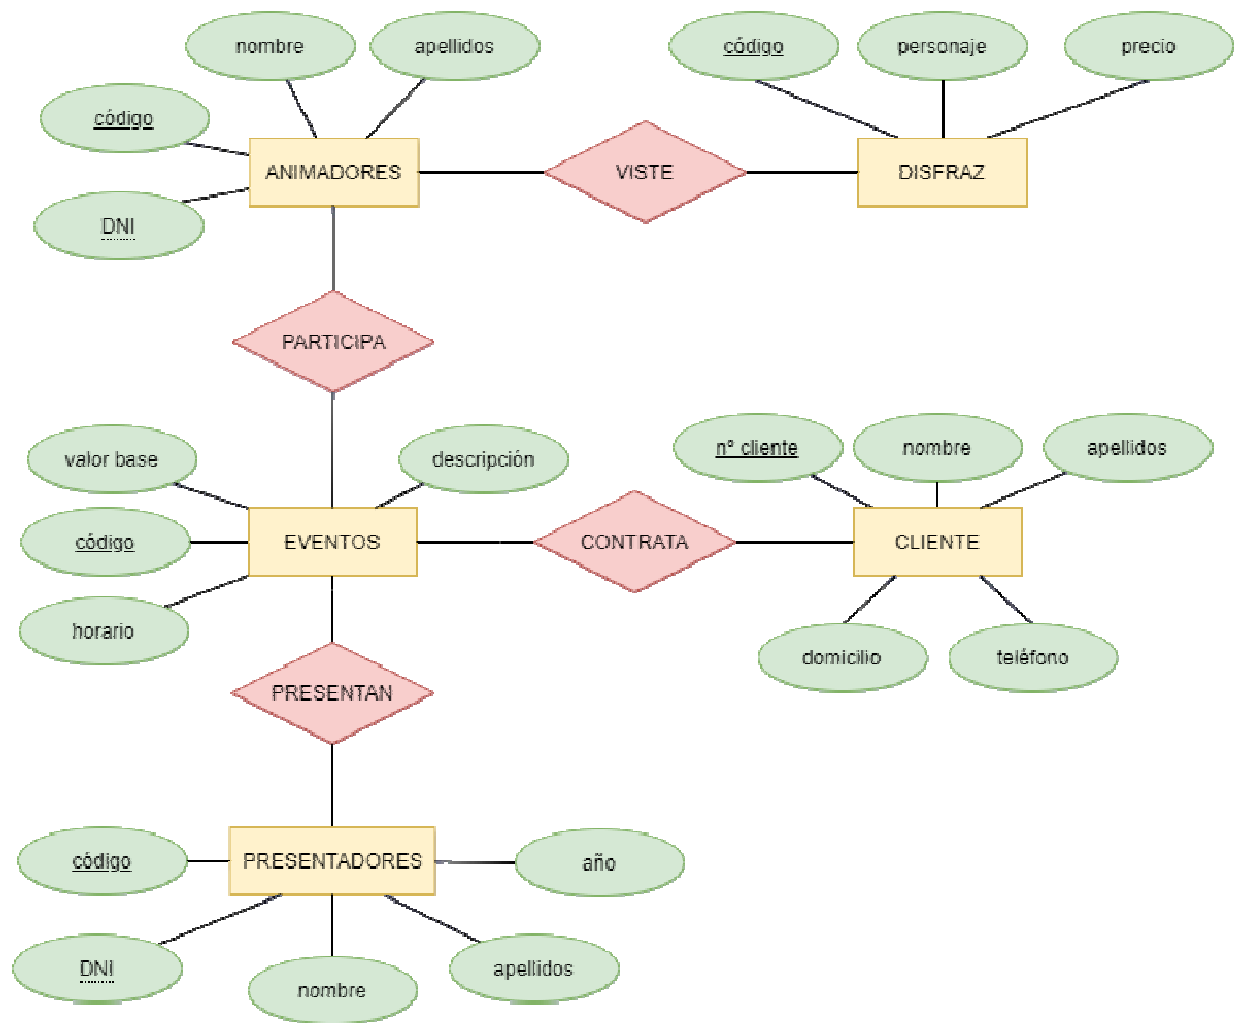 nombre
apellidos
código
personaje
precio
código
ANIMADORES
VISTE
DISFRAZ
DNI
PARTICIPA
valor base
descripción
nº cliente
nombre
apellidos
código
EVENTOS
CONTRATA
CLIENTE
horario
domicilio
teléfono
PRESENTAN
código
PRESENTADORES
año
DNI
nombre
apellidos